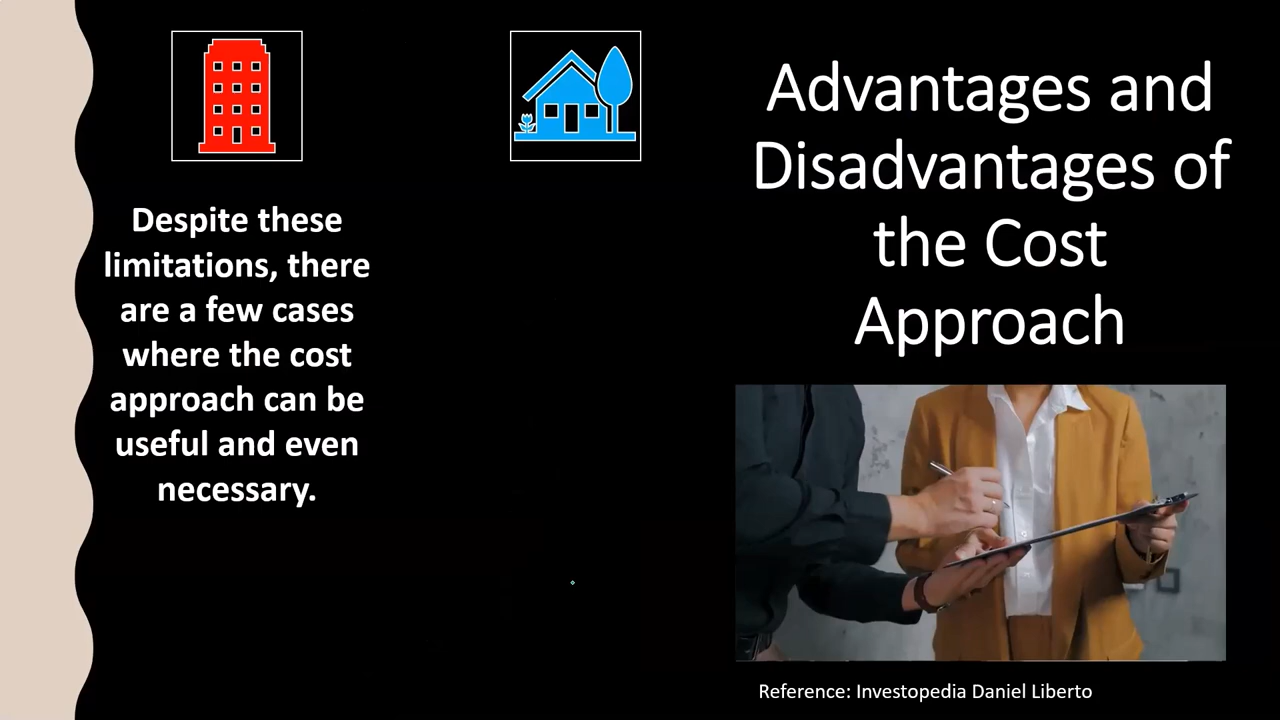 Advantages and
Disadvantages of
the Cost
Approach
Despite these
limitations, there
are a few cases
where the cost
approach can be
useful and even
necessary.
Reference: Investopedia Daniel Liberto